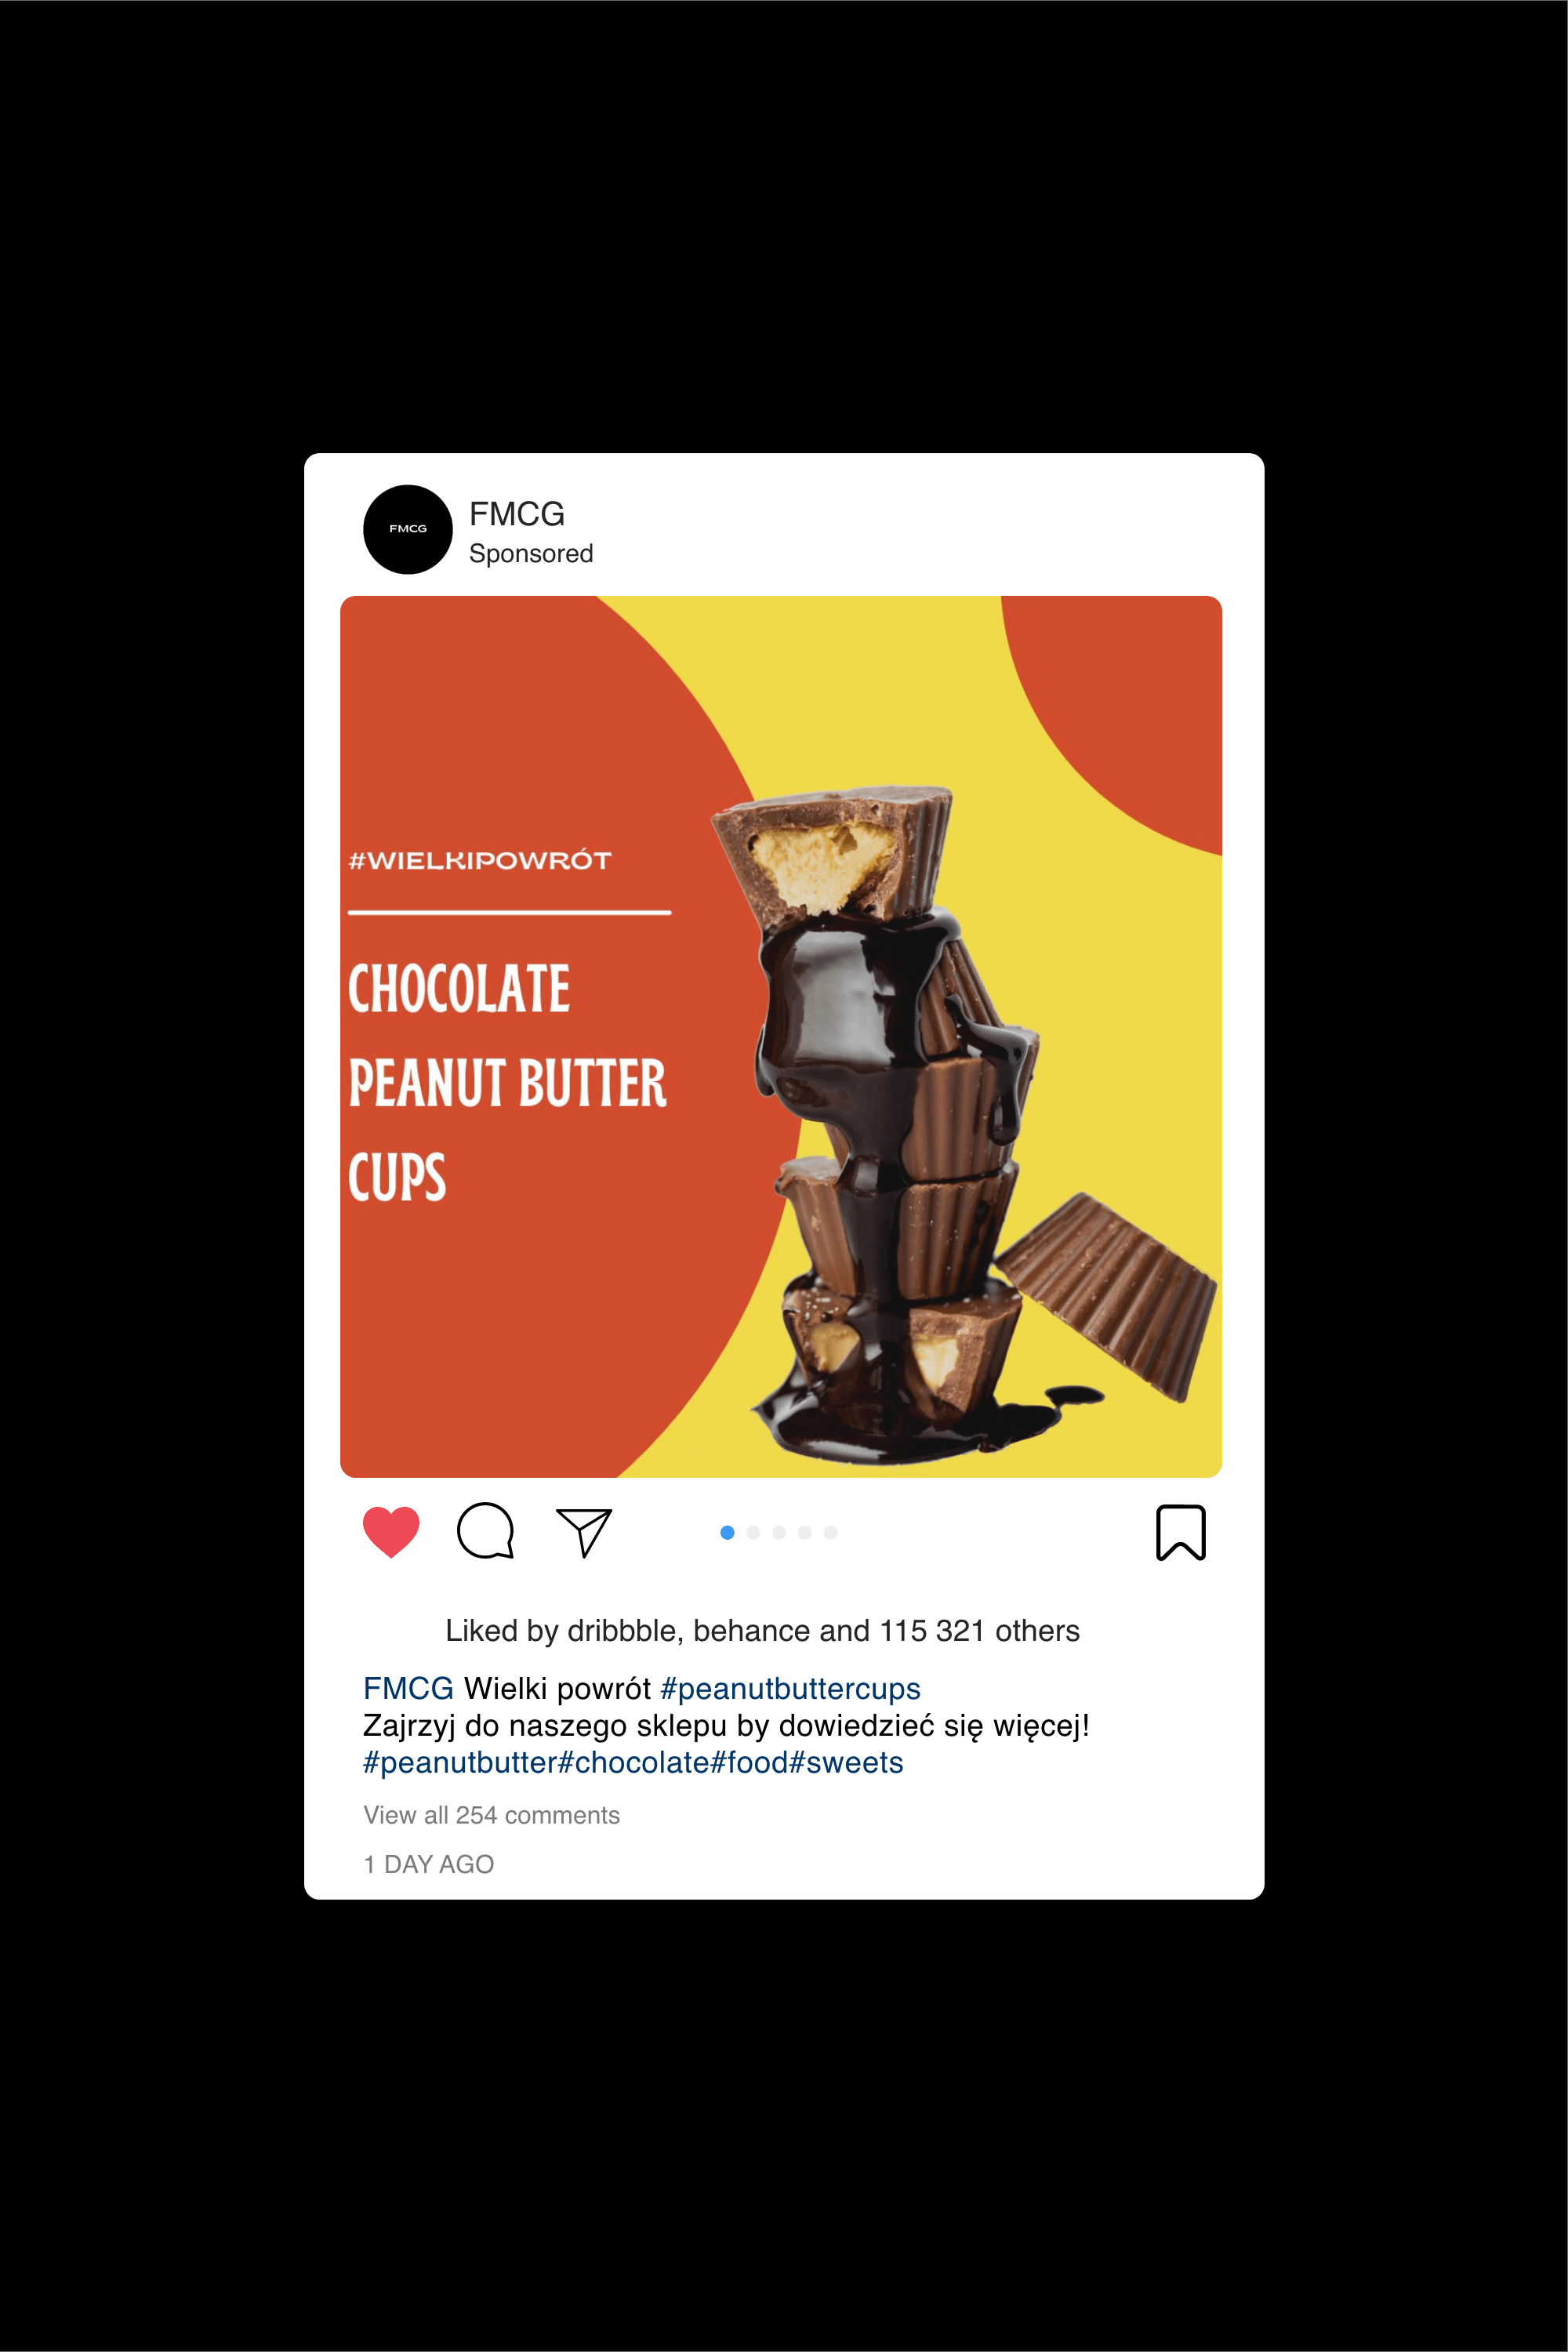 FMCG
FMCG
Sponsored
#WIELKIPOWRÓT
CHOCOLATE
PEANUT BUTTER
CUPS
Liked by dribbble, behance and 115 321 others
FMCG Wielki powrót #peanutbuttercups
Zajrzyj do naszego sklepu by dowiedzieć się więcej!
#peanutbutter#chocolate#food#sweets
View all 254 comments
1 DAY AGO